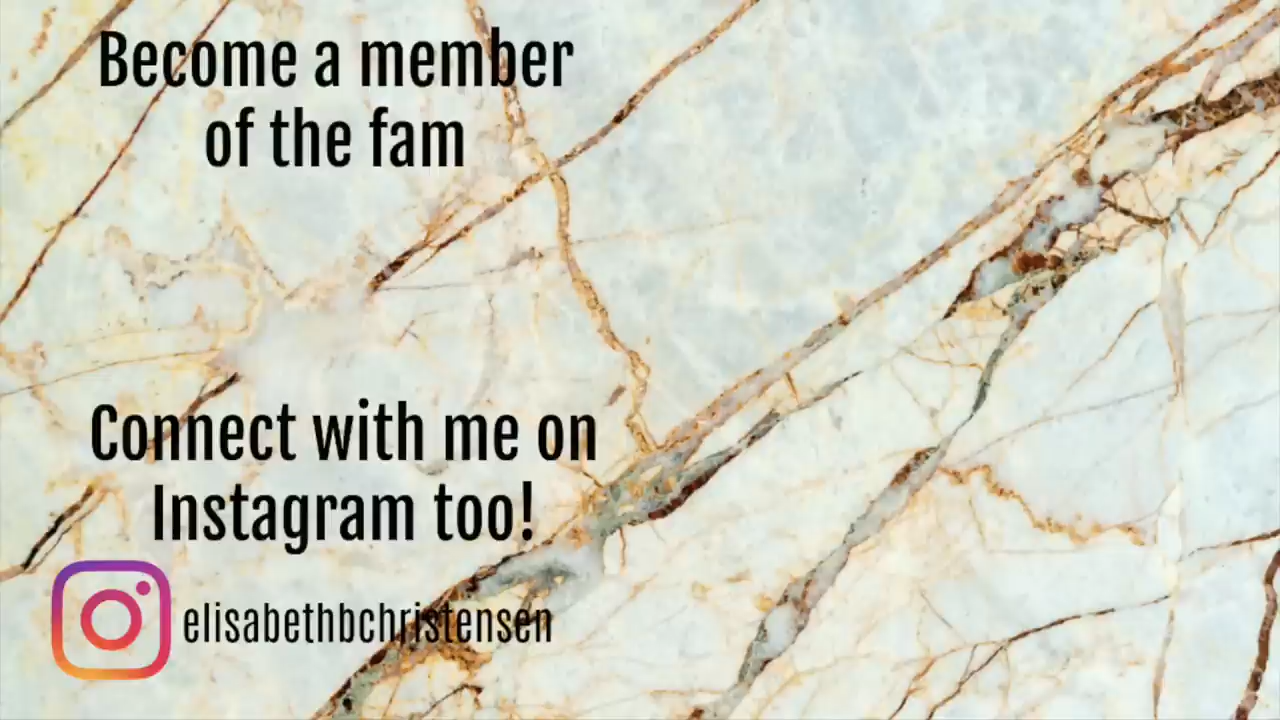 Become a member
of the fam
Connect with me on
Instagram too!
elisabethbchristensen